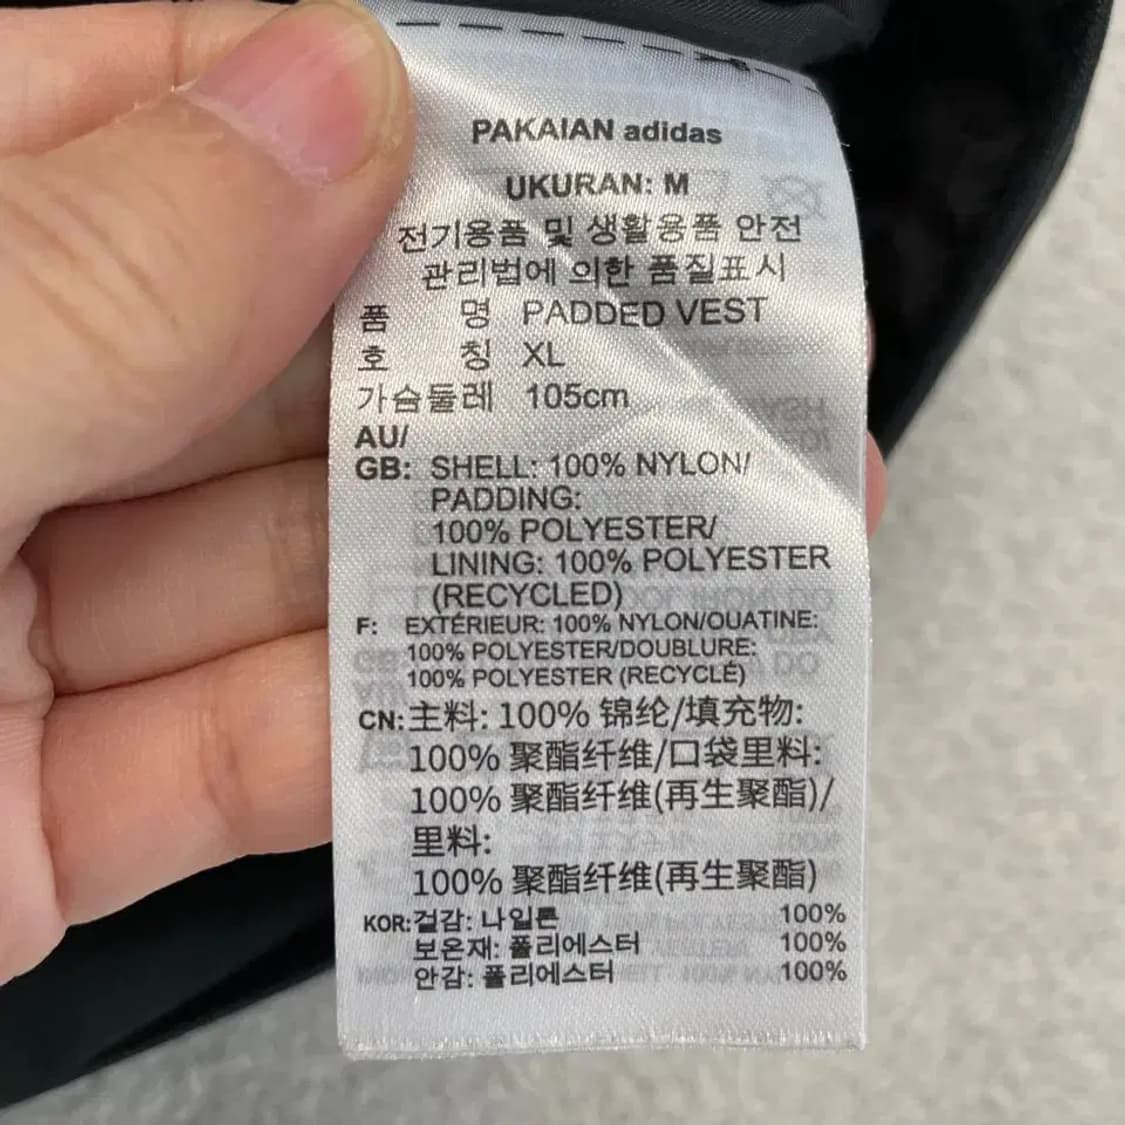 PAKAIAN adidas
UKURAN: M
전기용품 및 생활용품 안전
관리법에 의한 품질표시
품 명 PADDED VEST
호 칭 XL
가슴둘레 105cm
AU/
GB: SHELL: 100% NYLON/
PADDING:
100% POLYESTER/
LINING: 100% POLYESTER
(RECYCLED)
F: EXTÉRIEUR: 100% NYLON/OUATINE:
100% POLYESTER/DOUBLURE:
100% POLYESTER (RECYCLÉ)
CN: 主料: 100% 锦纶/填充物:
100% 聚酯纤维/口袋里料:
100% 聚酯纤维(再生聚酯)/
里料:
100% 聚酯纤维(再生聚酯)
KOR: 겉감: 나일론 100%
보온재: 폴리에스터 100%
안감: 폴리에스터 100%